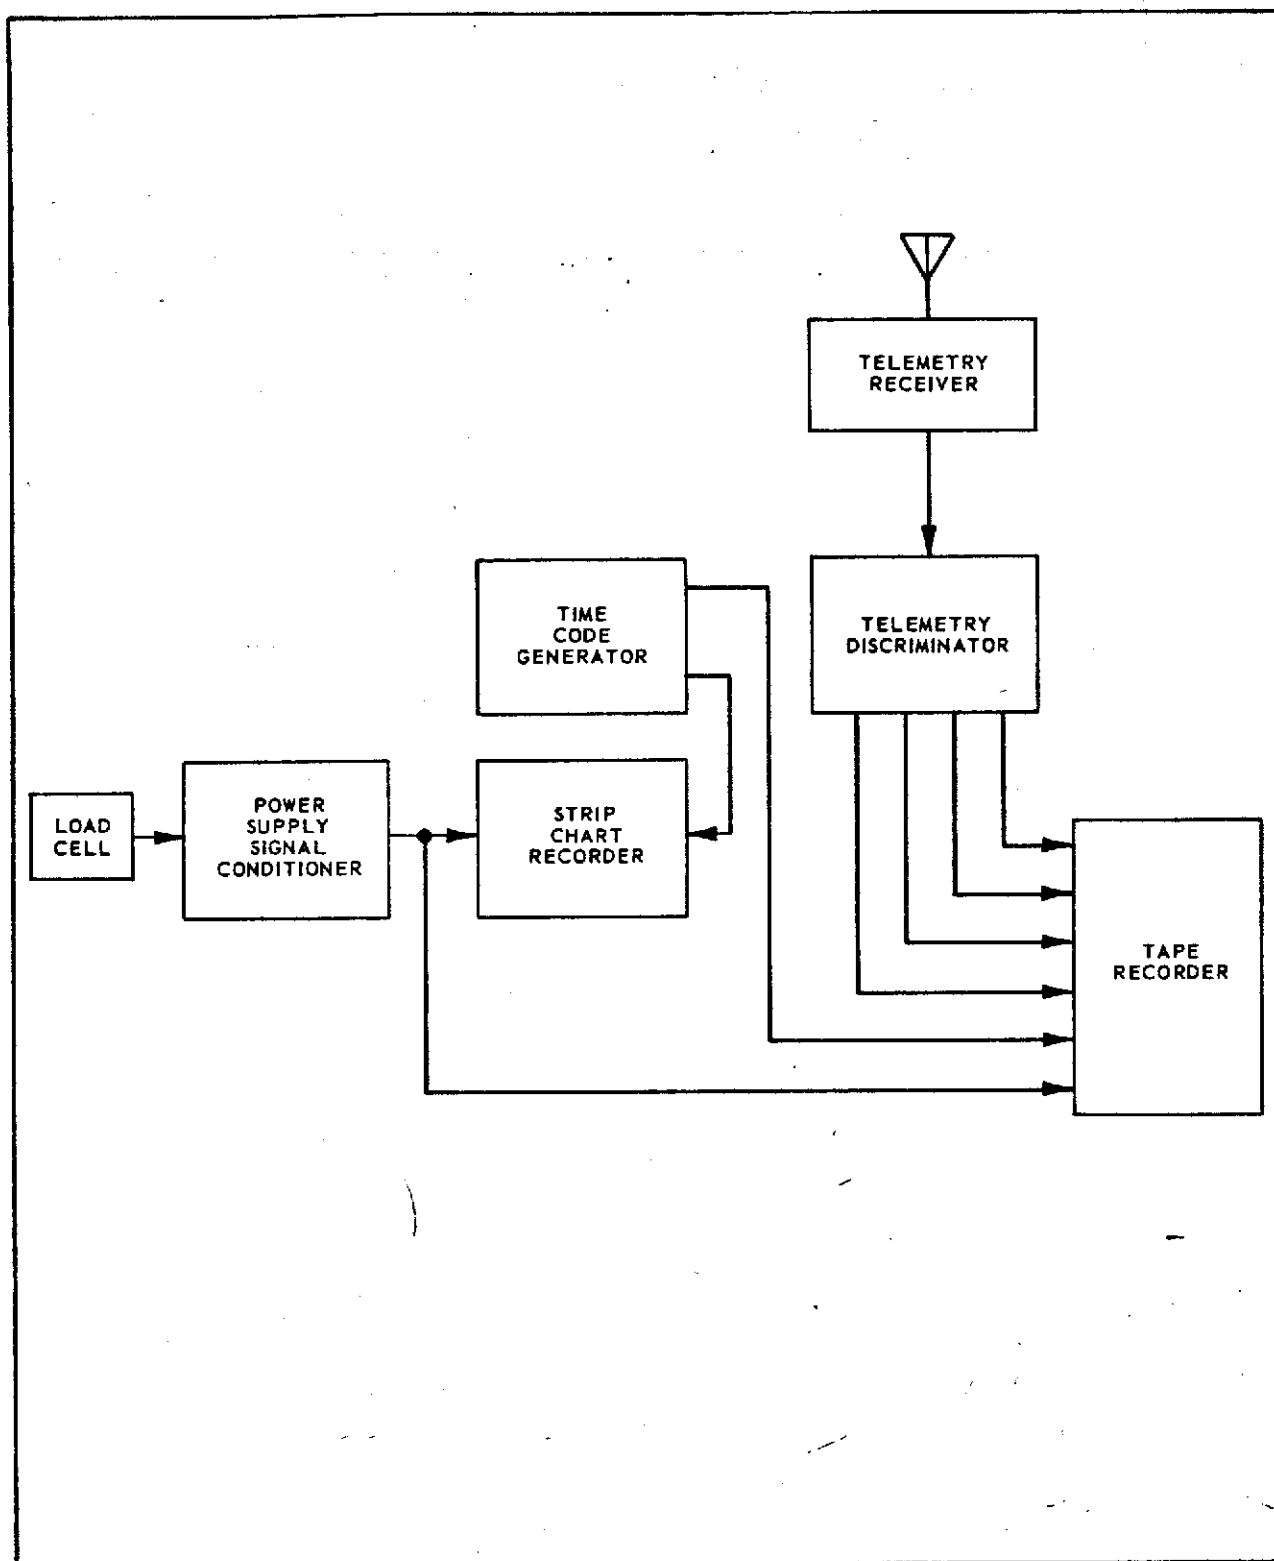 TELEMETRY
RECEIVER
TIME
CODE
GENERATOR
TELEMETRY
DISCRIMINATOR
LOAD
CELL
POWER
SUPPLY
SIGNAL
CONDITIONER
STRIP
CHART
RECORDER
TAPE
RECORDER